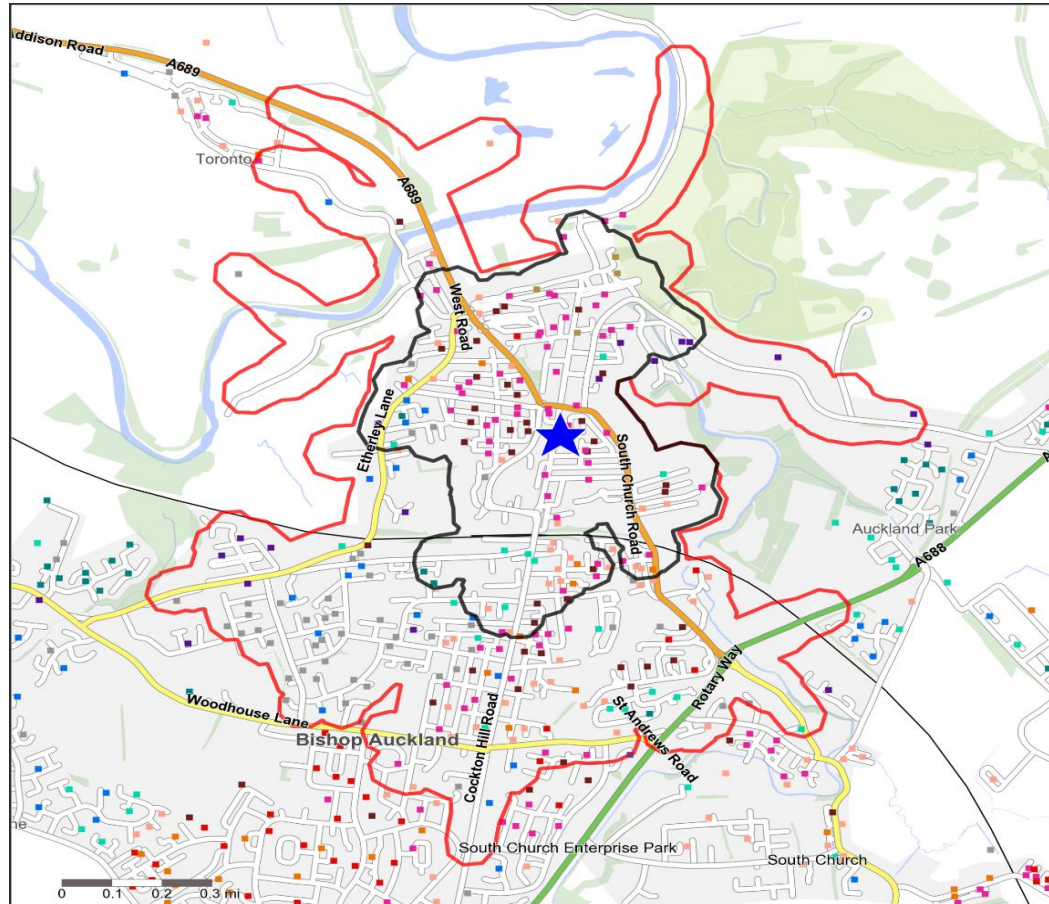 Addison Road
A689
Toronto
A689
West Road
Etherley Lane
South Church Road
Auckland Park
A688
Rotary Way
Woodhouse Lane
Bishop Auckland
Cockton Hill Road
St Andrews Road
South Church Enterprise Park
South Church
ne
0 0.1 0.2 0.3 mi